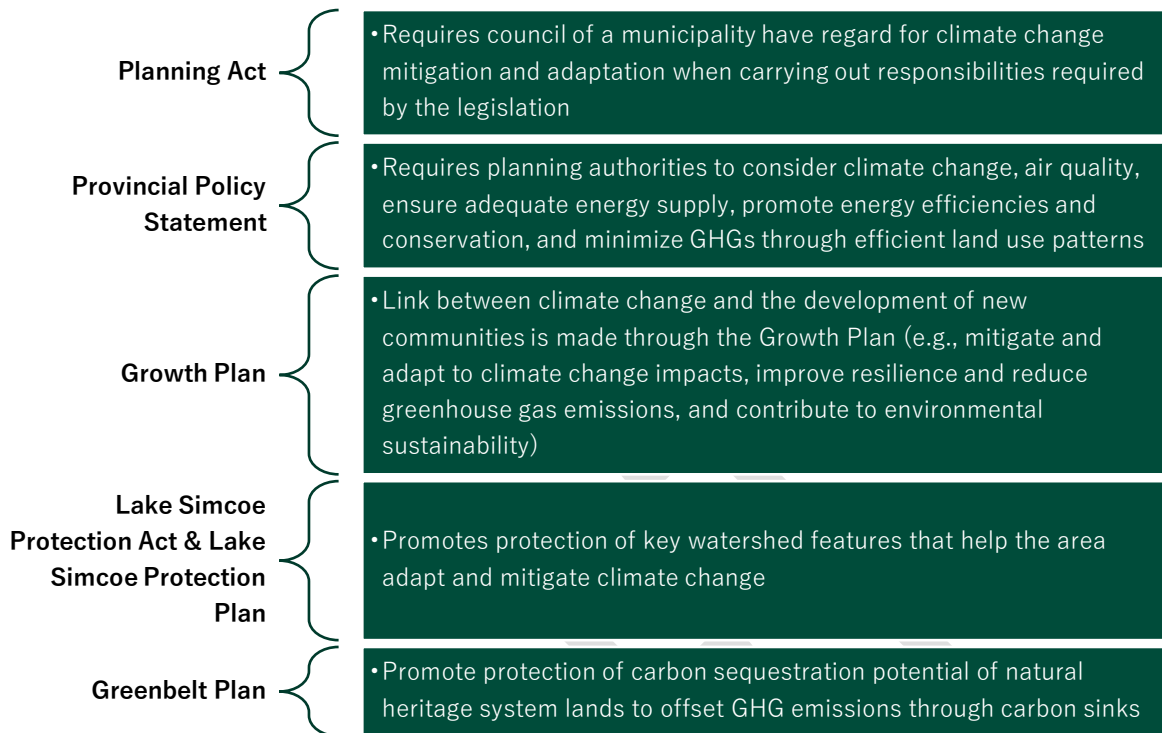 Planning Act
•Requires council of a municipality have regard for climate change
mitigation and adaptation when carrying out responsibilities required
by the legislation
Provincial Policy
Statement
•Requires planning authorities to consider climate change, air quality,
ensure adequate energy supply, promote energy efficiencies and
conservation, and minimize GHGs through efficient land use patterns
Growth Plan
•Link between climate change and the development of new
communities is made through the Growth Plan (e.g., mitigate and
adapt to climate change impacts, improve resilience and reduce
greenhouse gas emissions, and contribute to environmental
sustainability)
Lake Simcoe
Protection Act & Lake
Simcoe Protection
Plan
•Promotes protection of key watershed features that help the area
adapt and mitigate climate change
Greenbelt Plan
•Promote protection of carbon sequestration potential of natural
heritage system lands to offset GHG emissions through carbon sinks